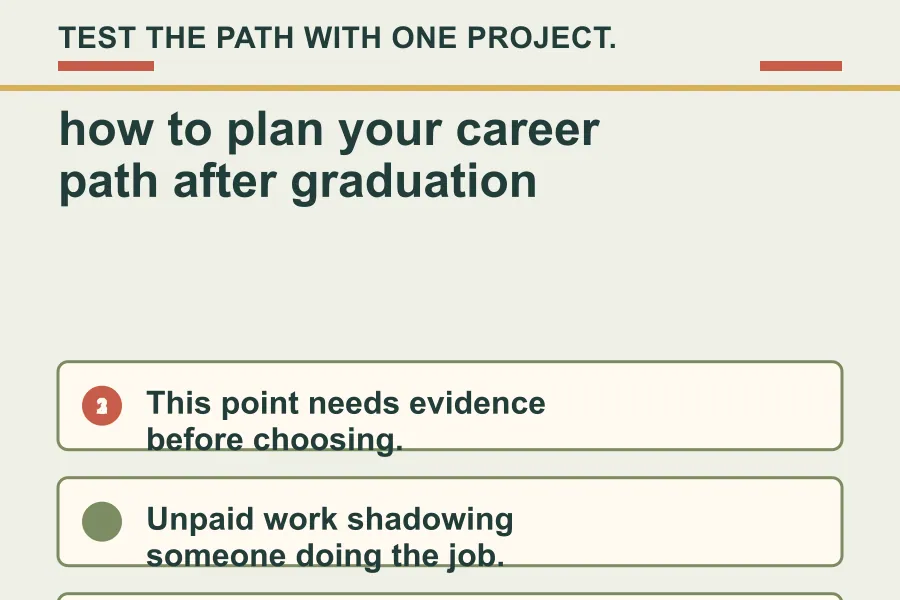 TEST THE PATH WITH ONE PROJECT.
how to plan your career
path after graduation
This point needs evidence
before choosing.
Unpaid work shadowing
someone doing the job.